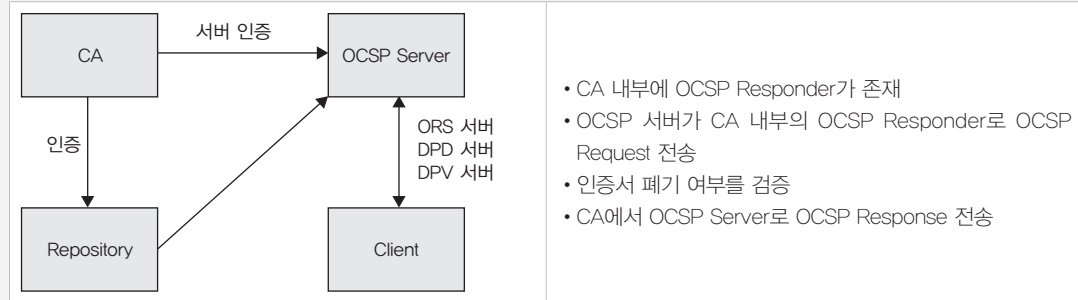 서버 인증
CA
OCSP Server
인증
ORS 서버
DPD 서버
DPV 서버
Repository
Client
• CA 내부에 OCSP Responder가 존재
• OCSP 서버가 CA 내부의 OCSP Responder로 OCSP
Request 전송
• 인증서 폐기 여부를 검증
• CA에서 OCSP Server로 OCSP Response 전송